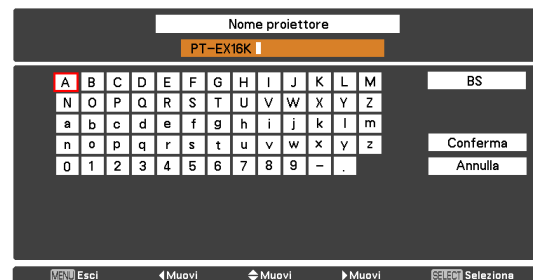 Nome proiettore
PT-EX16K
A B C D E F G H I J K L M BS
N O P Q R S T U V W X Y Z
a b c d e f g h i j k l m
n o p q r s t u v w x y z Conferma
0 1 2 3 4 5 6 7 8 9 - . Annulla
MENU Esci Muovi Muovi Muovi SELECT Seleziona